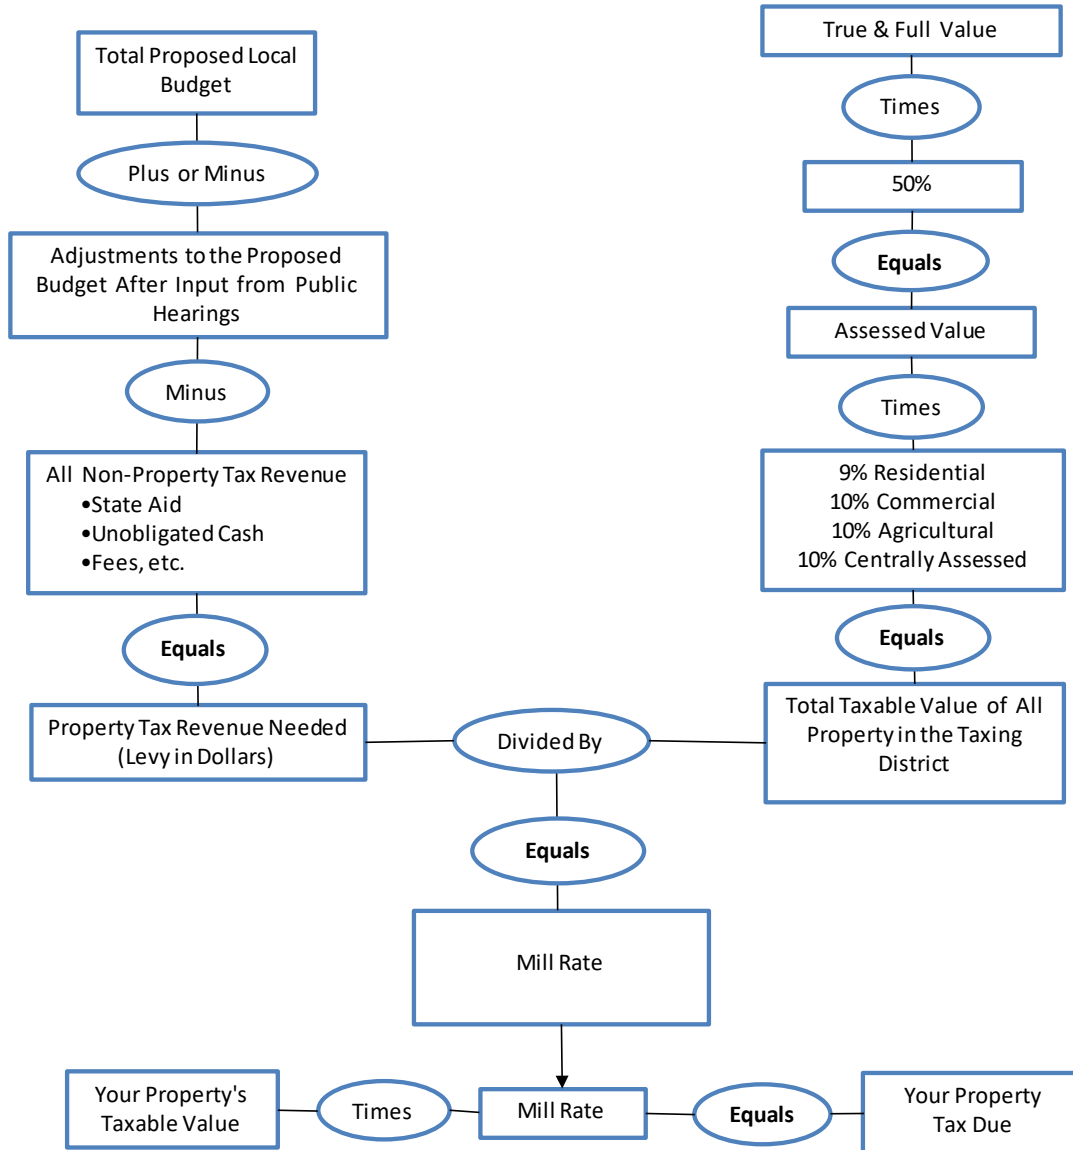 Total Proposed Local
Budget
Plus or Minus
Adjustments to the Proposed
Budget After Input from Public
Hearings
Minus
All Non-Property Tax Revenue
•State Aid
•Unobligated Cash
•Fees, etc.
Equals
Property Tax Revenue Needed
(Levy in Dollars)
True & Full Value
Times
50%
Equals
Assessed Value
Times
9% Residential
10% Commercial
10% Agricultural
10% Centrally Assessed
Equals
Total Taxable Value of All
Property in the Taxing
District
Divided By
Equals
Mill Rate
Your Property's
Taxable Value
Times
Mill Rate
Equals
Your Property
Tax Due